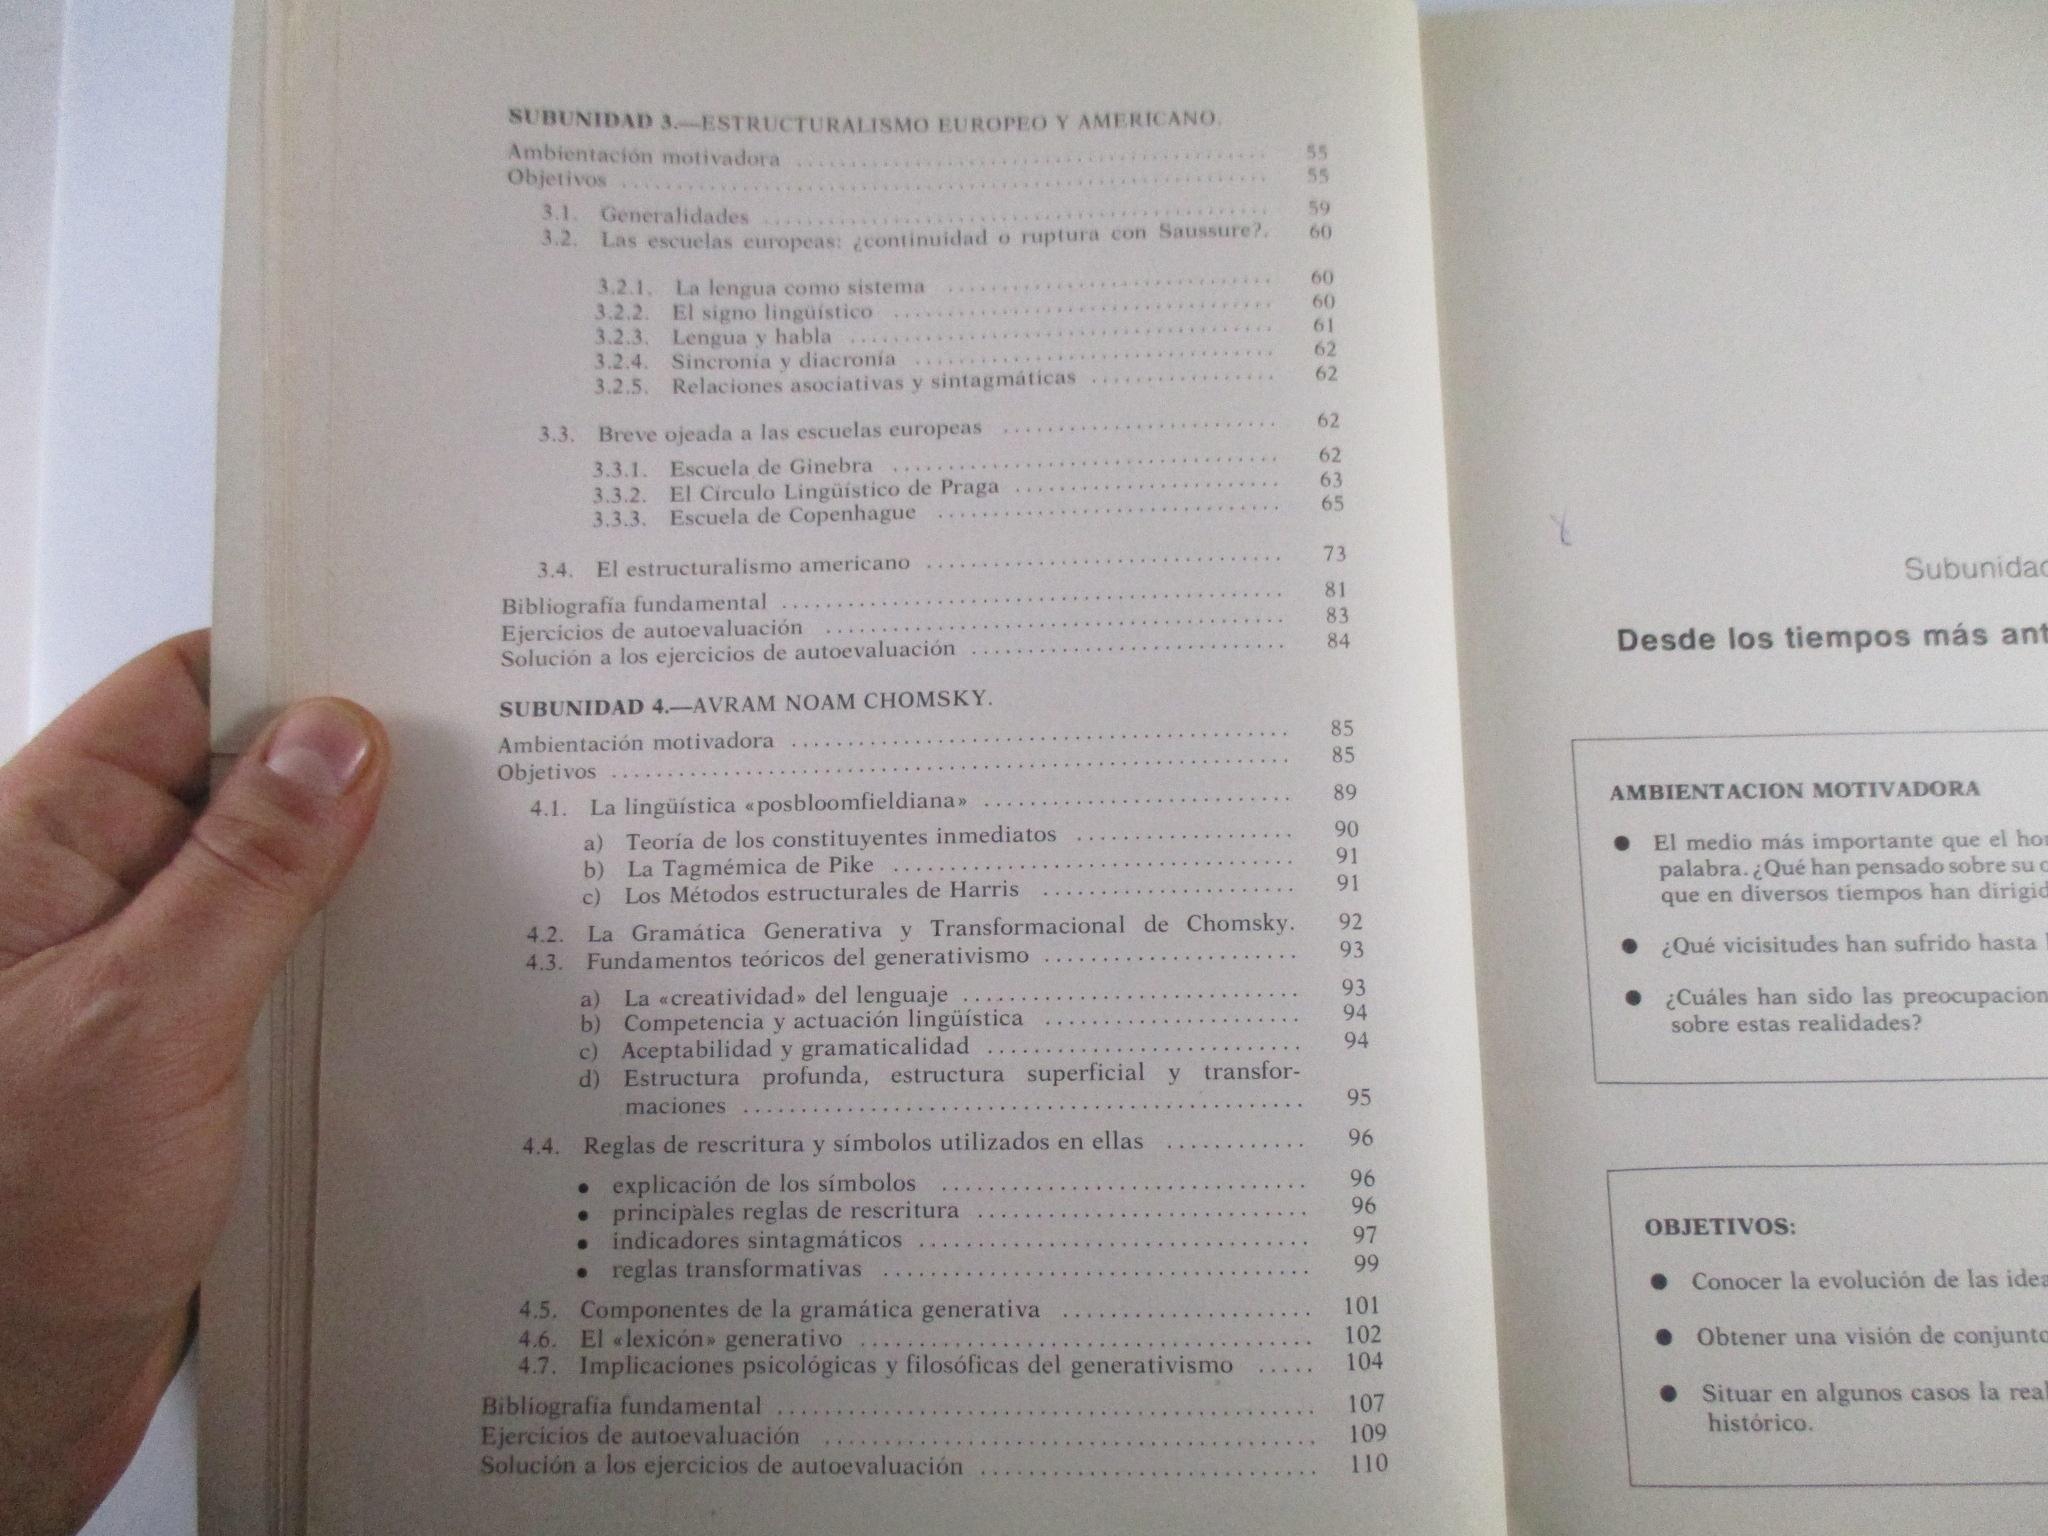 SUBUNIDAD 3.—ESTRUCTURALISMO EUROPEO Y AMERICANO.
Ambientación motivadora ........................................ 55
Objetivos ........................................ 55
3.1. Generalidades ........................................ 59
3.2. Las escuelas europeas: ¿continuidad o ruptura con Saussure?. 60
3.2.1. La lengua como sistema .............................. 60
3.2.2. El signo lingüístico .............................. 60
3.2.3. Lengua y habla .............................. 61
3.2.4. Sincronía y diacronía .............................. 62
3.2.5. Relaciones asociativas y sintagmáticas ................. 62
3.3. Breve ojeada a las escuelas europeas ........................ 62
3.3.1. Escuela de Ginebra .............................. 62
3.3.2. El Círculo Lingüístico de Praga ........................ 63
3.3.3. Escuela de Copenhague .............................. 65
3.4. El estructuralismo americano .............................. 73
Bibliografía fundamental ........................................ 81
Ejercicios de autoevaluación ........................................ 83
Solución a los ejercicios de autoevaluación .............................. 84
SUBUNIDAD 4.—AVRAM NOAM CHOMSKY.
Ambientación motivadora ........................................ 85
Objetivos ........................................ 85
4.1. La lingüística «posbloomfieldiana» ........................... 89
a) Teoría de los constituyentes inmediatos ................... 90
b) La Tagmémica de Pike .............................. 91
c) Los Métodos estructurales de Harris ...................... 91
4.2. La Gramática Generativa y Transformacional de Chomsky. 92
4.3. Fundamentos teóricos del generativismo ...................... 93
a) La «creatividad» del lenguaje .............................. 93
b) Competencia y actuación lingüística ...................... 94
c) Aceptabilidad y gramaticalidad ........................... 94
d) Estructura profunda, estructura superficial y transfor-
maciones ........................................ 95
4.4. Reglas de rescritura y símbolos utilizados en ellas ............ 96
• explicación de los símbolos .............................. 96
• principales reglas de rescritura ........................... 96
• indicadores sintagmáticos .............................. 97
• reglas transformativas .............................. 99
4.5. Componentes de la gramática generativa ...................... 101
4.6. El «lexicón» generativo .............................. 102
4.7. Implicaciones psicológicas y filosóficas del generativismo ..... 104
Bibliografía fundamental ........................................ 107
Ejercicios de autoevaluación ........................................ 109
Solución a los ejercicios de autoevaluación .............................. 110
Subunidad
Desde los tiempos más
AMBIENTACION MOTIVADORA
• El medio más importante que el
palabra. ¿Qué han pensado sobre su
que en diversos tiempos han
• ¿Qué vicisitudes han sufrido hasta
• ¿Cuáles han sido las
sobre estas realidades?
OBJETIVOS:
• Conocer la evolución de las
• Obtener una visión de conjunto
• Situar en algunos casos la
histórico.